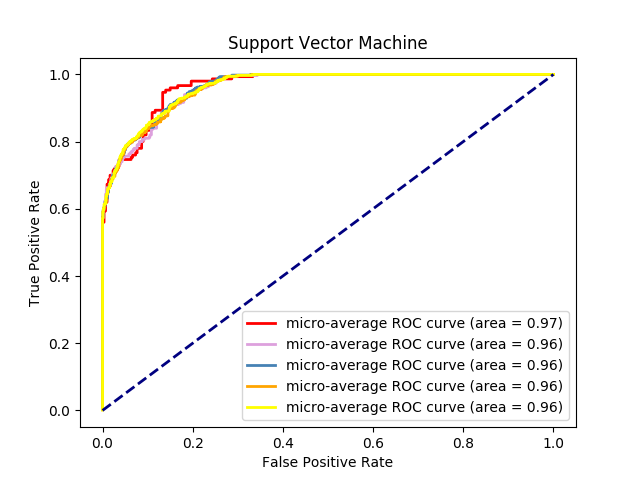 Support Vector Machine
True Positive Rate
1.0
0.8
0.6
0.4
0.2
0.0
micro-average ROC curve (area = 0.97)
micro-average ROC curve (area = 0.96)
micro-average ROC curve (area = 0.96)
micro-average ROC curve (area = 0.96)
micro-average ROC curve (area = 0.96)
0.0 0.2 0.4 0.6 0.8 1.0
False Positive Rate